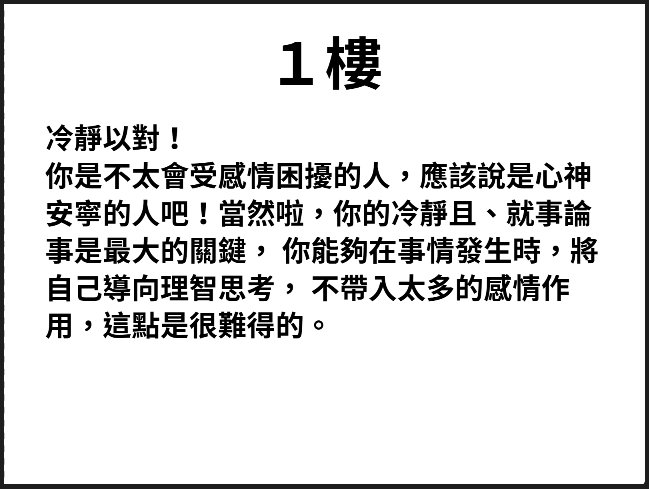 １樓
冷靜以對！
你是不太會受感情困擾的人，應該說是心神
安寧的人吧！當然啦，你的冷靜且、就事論
事是最大的關鍵， 你能夠在事情發生時，將
自己導向理智思考， 不帶入太多的感情作
用，這點是很難得的。